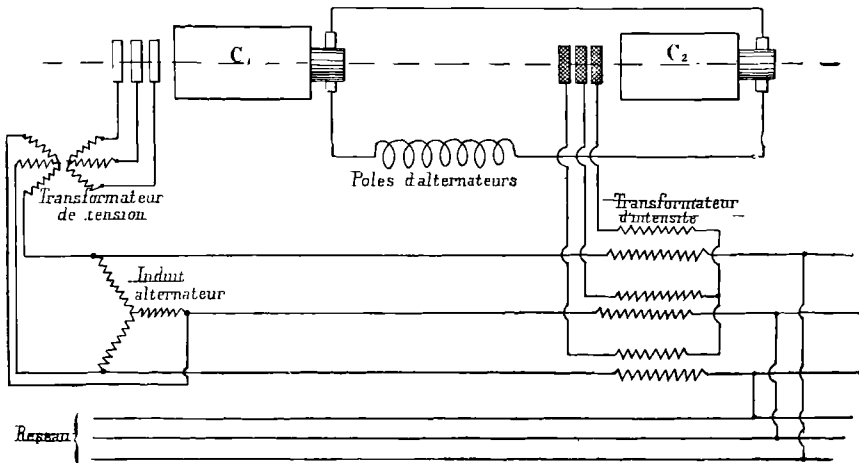 C₁
C₂
Poles d'alternateurs
Transformateur
de tension
Transformateur
d'intensité
Induit
alternateur
Reseau